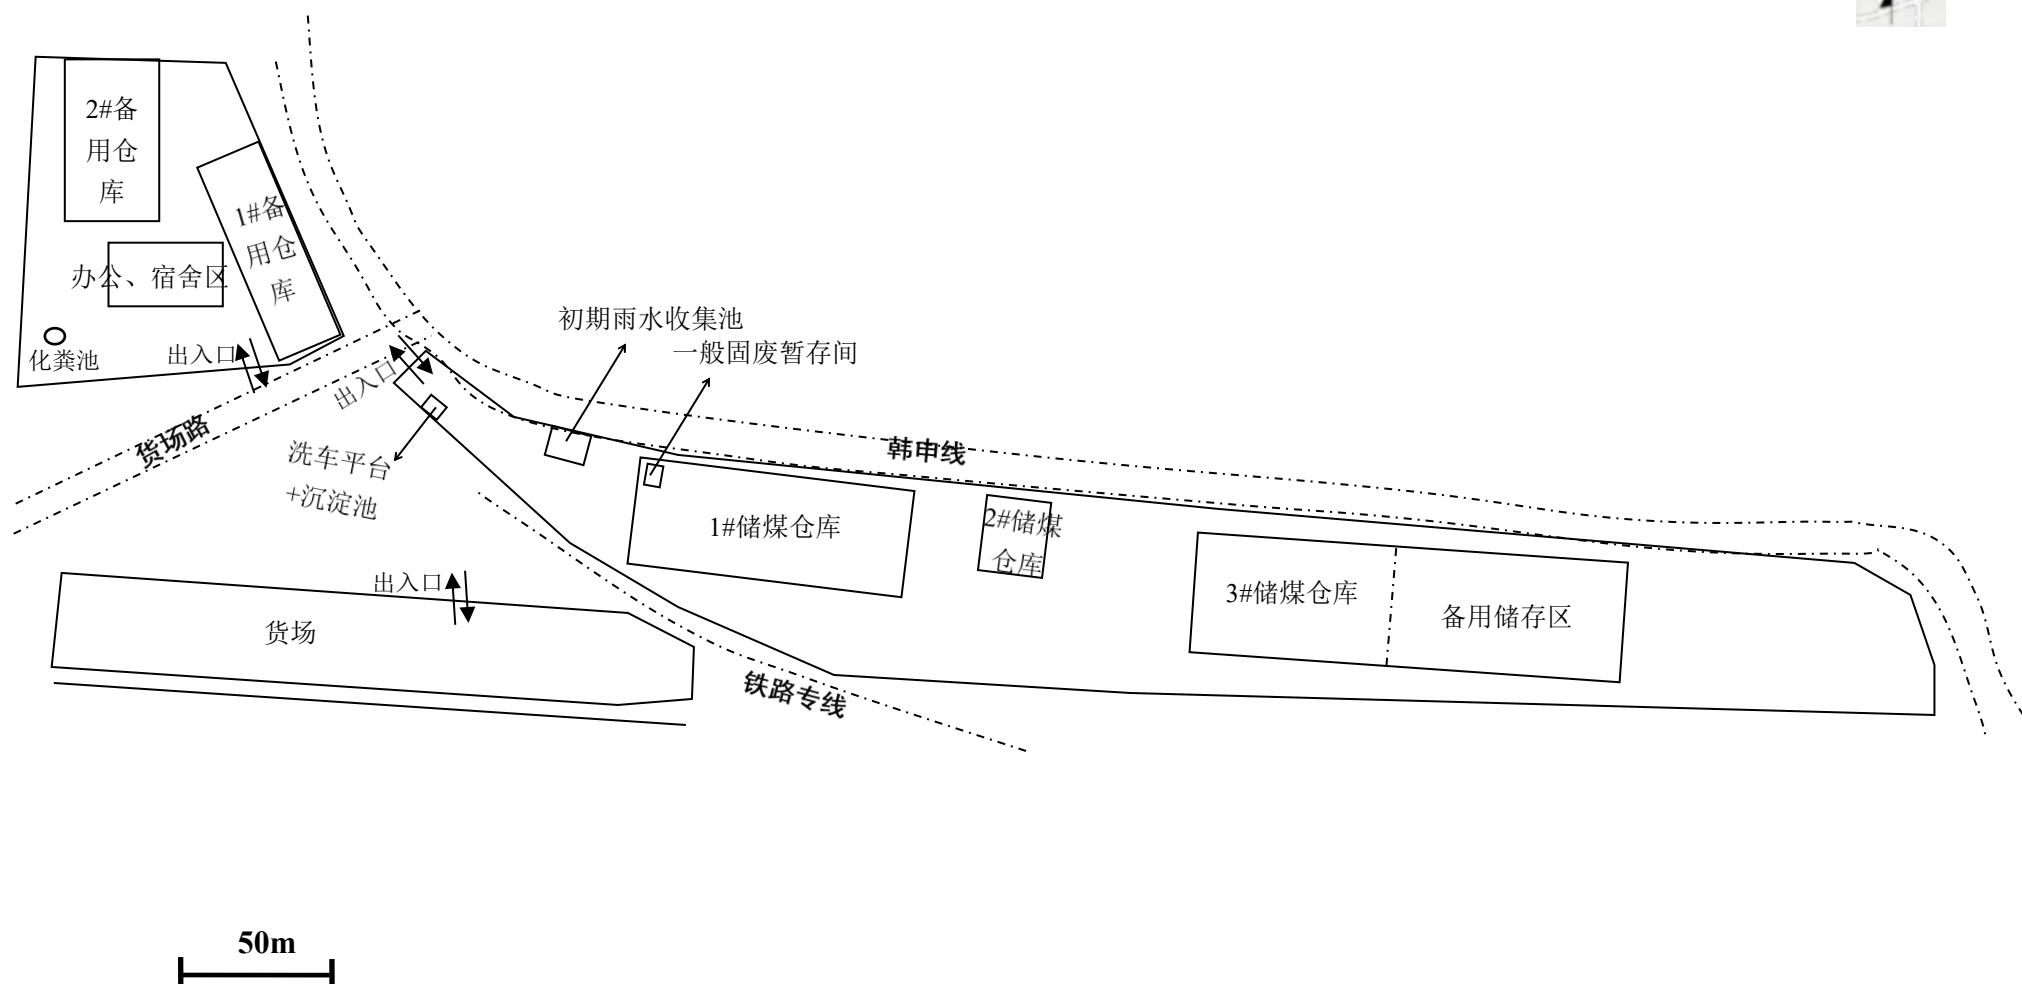 2#备
用仓
库
1#备
用仓
库
办公、宿舍区
化粪池
出入口
初期雨水收集池
一般固废暂存间
出入口
货场路
韩申线
洗车平台
+沉淀池
1#储煤仓库
2#储煤
仓库
3#储煤仓库
备用储存区
出入口
货场
铁路专线
50m